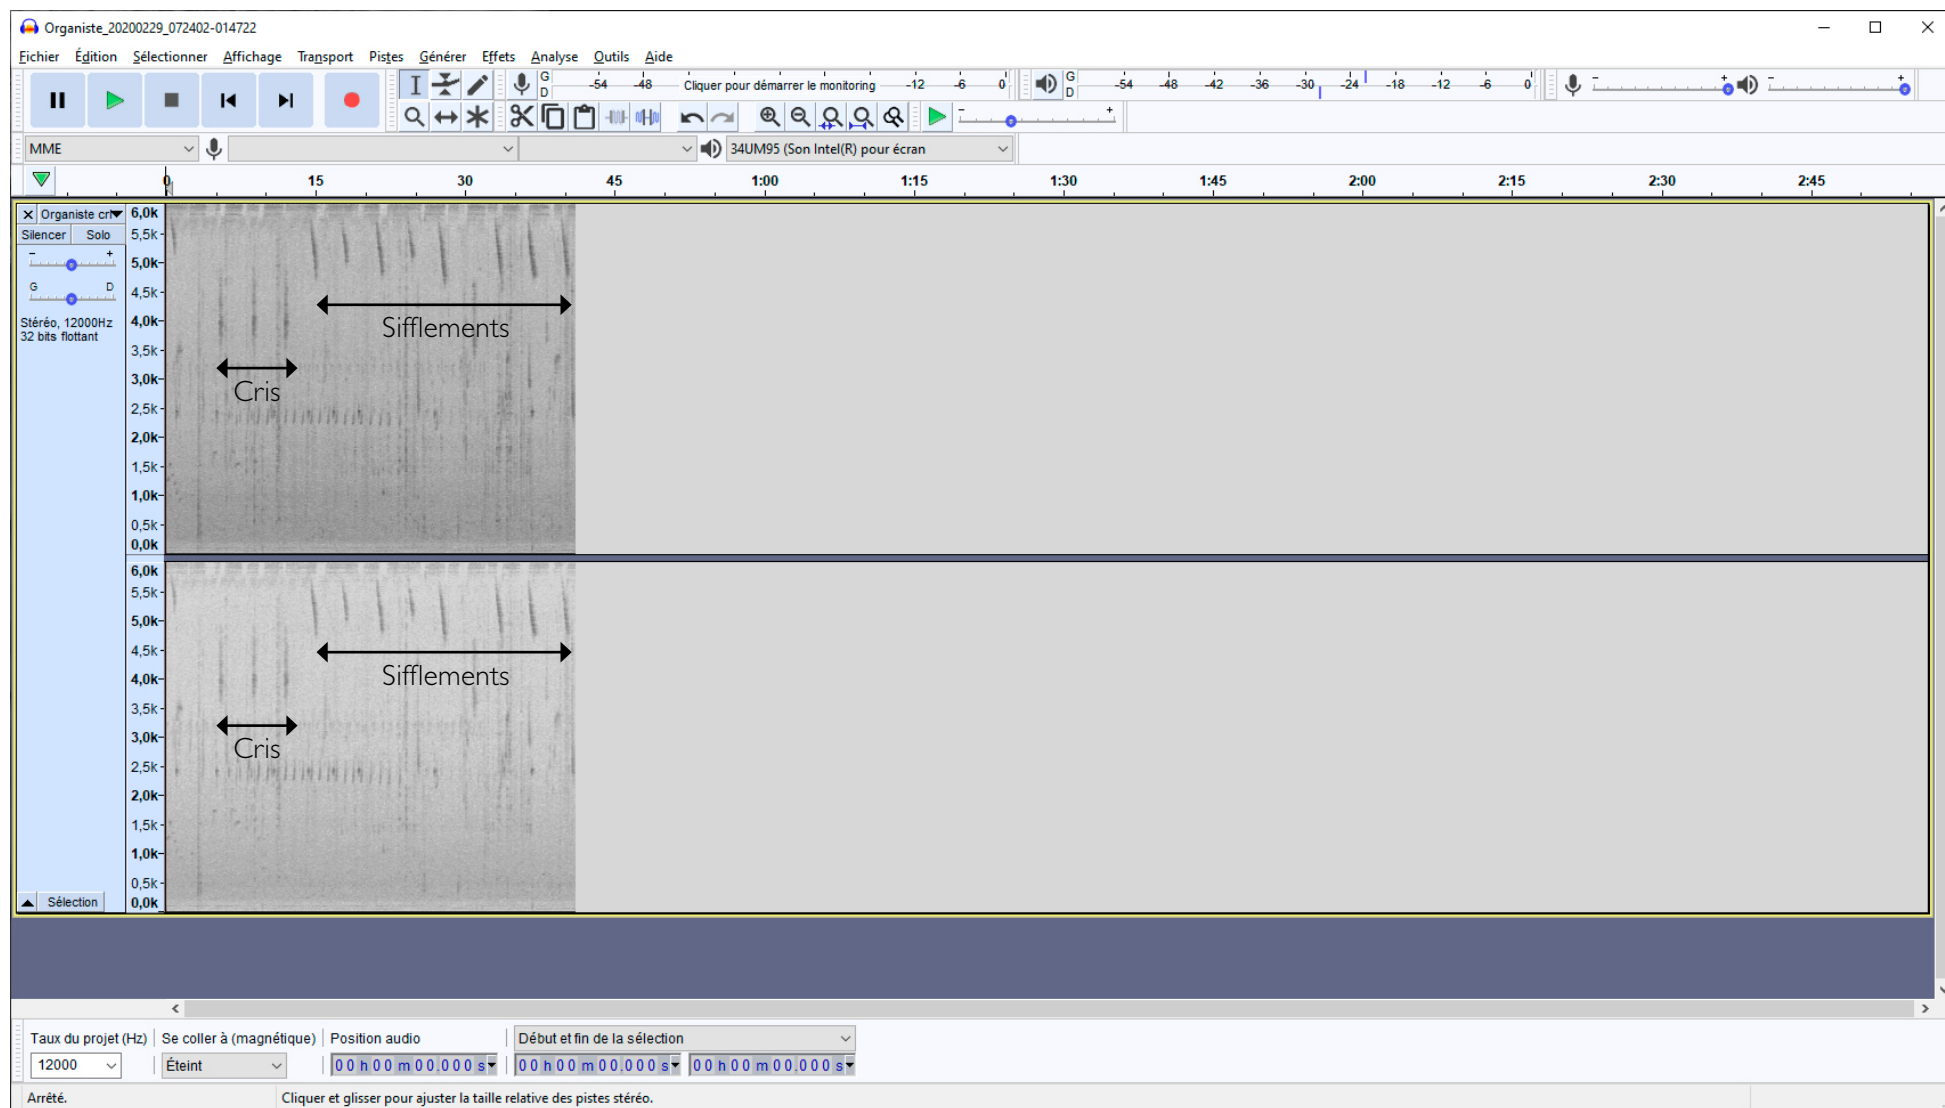 Organiste_20200229_072402-014722
Fichier Édition Sélectionner Affichage Transport Pistes Générer Effets Analyse Outils Aide
G
D
-54 -48 Cliquer pour démarrer le monitoring -12 -6 0
G
D
-54 -48 -42 -36 -30 -24 -18 -12 -6 0
- +
- +
- +
MME
34UM95 (Son Intel(R) pour écran
0 15 30 45 1:00 1:15 1:30 1:45 2:00 2:15 2:30 2:45
Organiste cri
Silencer Solo
- +
G D
Stéréo, 12000Hz
32 bits flottant
6,0k
5,5k
5,0k
4,5k
4,0k
3,5k
3,0k
2,5k
2,0k
1,5k
1,0k
0,5k
0,0k
Sifflements
Cris
6,0k
5,5k
5,0k
4,5k
4,0k
3,5k
3,0k
2,5k
2,0k
1,5k
1,0k
0,5k
0,0k
Sifflements
Cris
Sélection
Taux du projet (Hz) Se coller à (magnétique) Position audio Début et fin de la sélection
12000 Éteint 00 h 00 m 00.000 s 00 h 00 m 00.000 s 00 h 00 m 00.000 s
Arrêté. Cliquer et glisser pour ajuster la taille relative des pistes stéréo.